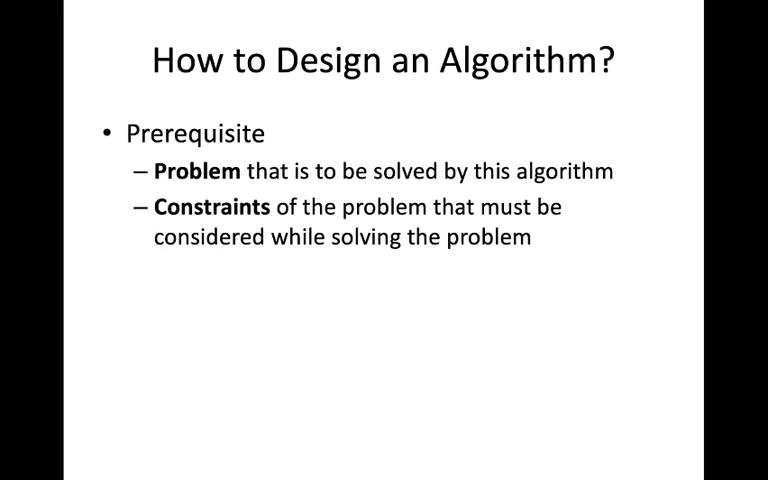 How to Design an Algorithm?
• Prerequisite
– Problem that is to be solved by this algorithm
– Constraints of the problem that must be
considered while solving the problem